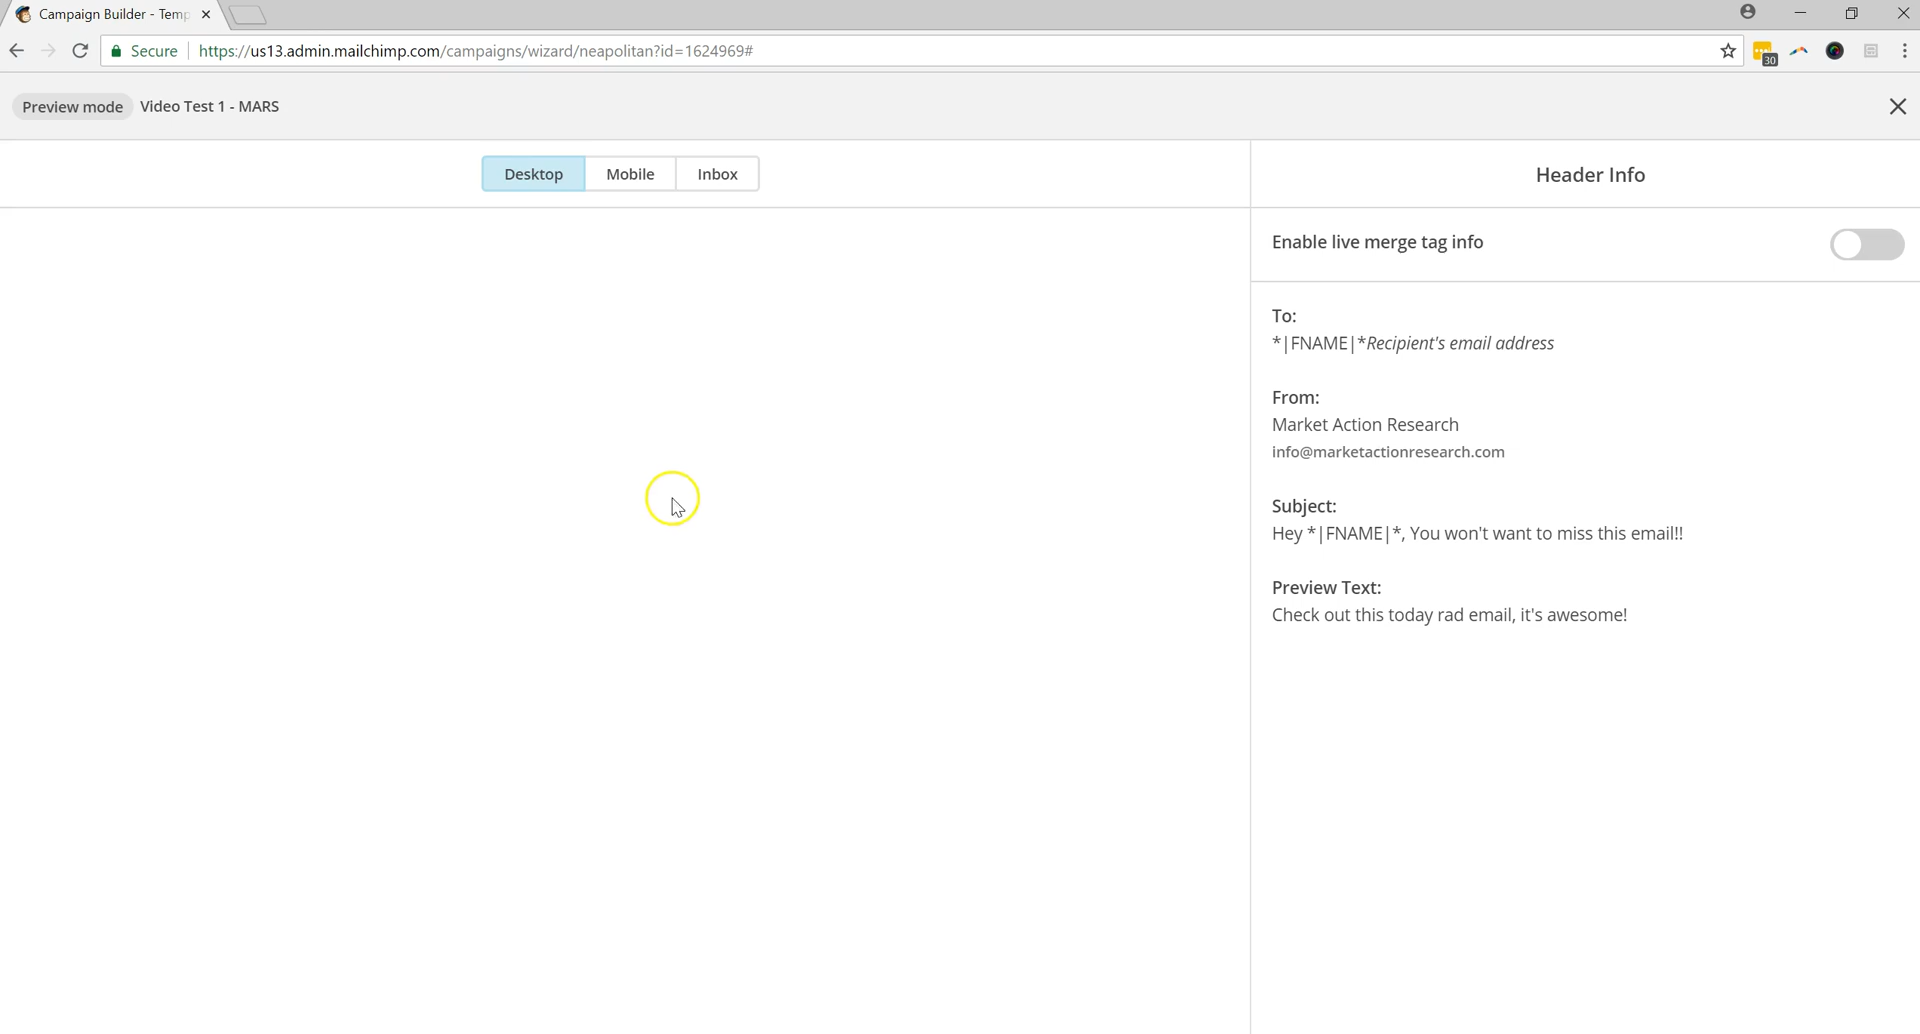 Campaign Builder - Temp
Secure
https://us13.admin.mailchimp.com/campaigns/wizard/neapolitan?id=1624969#
30
Preview mode
Video Test 1 - MARS
Desktop
Mobile
Inbox
Header Info
Enable live merge tag info
To:
*|FNAME|*Recipient's email address
From:
Market Action Research
info@marketactionresearch.com
Subject:
Hey *|FNAME|*, You won't want to miss this email!!
Preview Text:
Check out this today rad email, it's awesome!